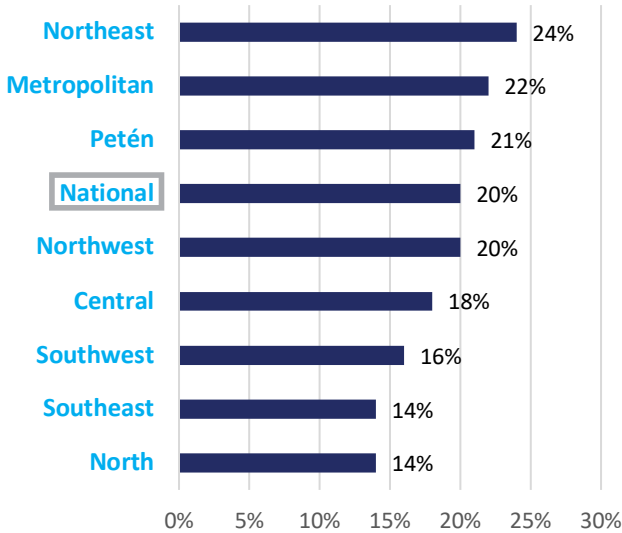 Northeast 24%
Metropolitan 22%
Petén 21%
National 20%
Northwest 20%
Central 18%
Southwest 16%
Southeast 14%
North 14%
0% 5% 10% 15% 20% 25% 30%